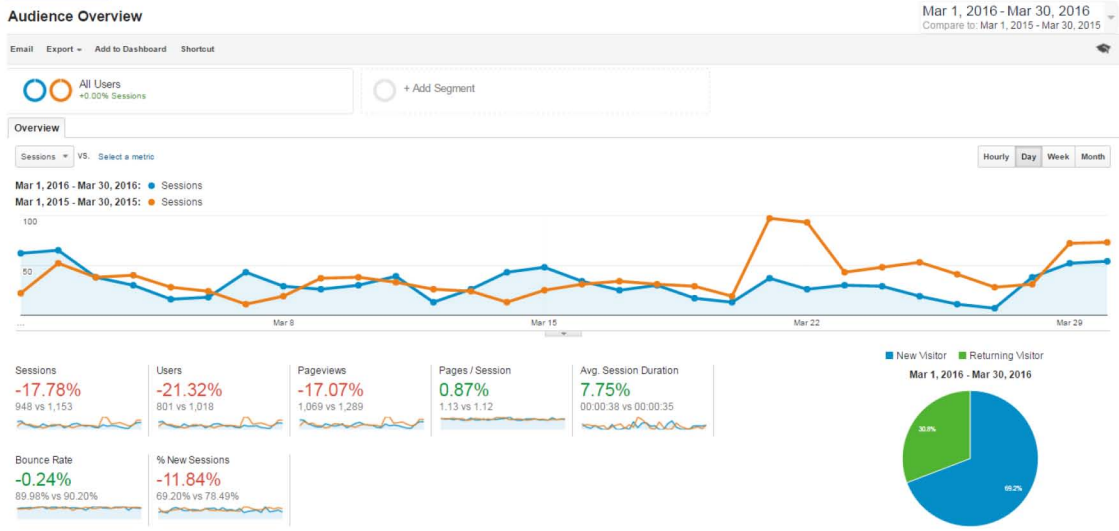 Audience Overview
Mar 1, 2016 - Mar 30, 2016
Compare to: Mar 1, 2015 - Mar 30, 2015
Email Export Add to Dashboard Shortcut
All Users
+0.00% Sessions
+ Add Segment
Overview
Sessions VS. Select a metric
Hourly Day Week Month
Mar 1, 2016 - Mar 30, 2016: Sessions
Mar 1, 2015 - Mar 30, 2015: Sessions
100
50
... Mar 8 Mar 15 Mar 22 Mar 29
New Visitor Returning Visitor
Mar 1, 2016 - Mar 30, 2016
Sessions Users Pageviews Pages / Session Avg. Session Duration
-17.78% -21.32% -17.07% 0.87% 7.75%
948 vs 1,153 801 vs 1,018 1,069 vs 1,289 1.13 vs 1.12 00:00:38 vs 00:00:35
30.8%
69.2%
Bounce Rate % New Sessions
-0.24% -11.84%
89.98% vs 90.20% 69.20% vs 78.49%